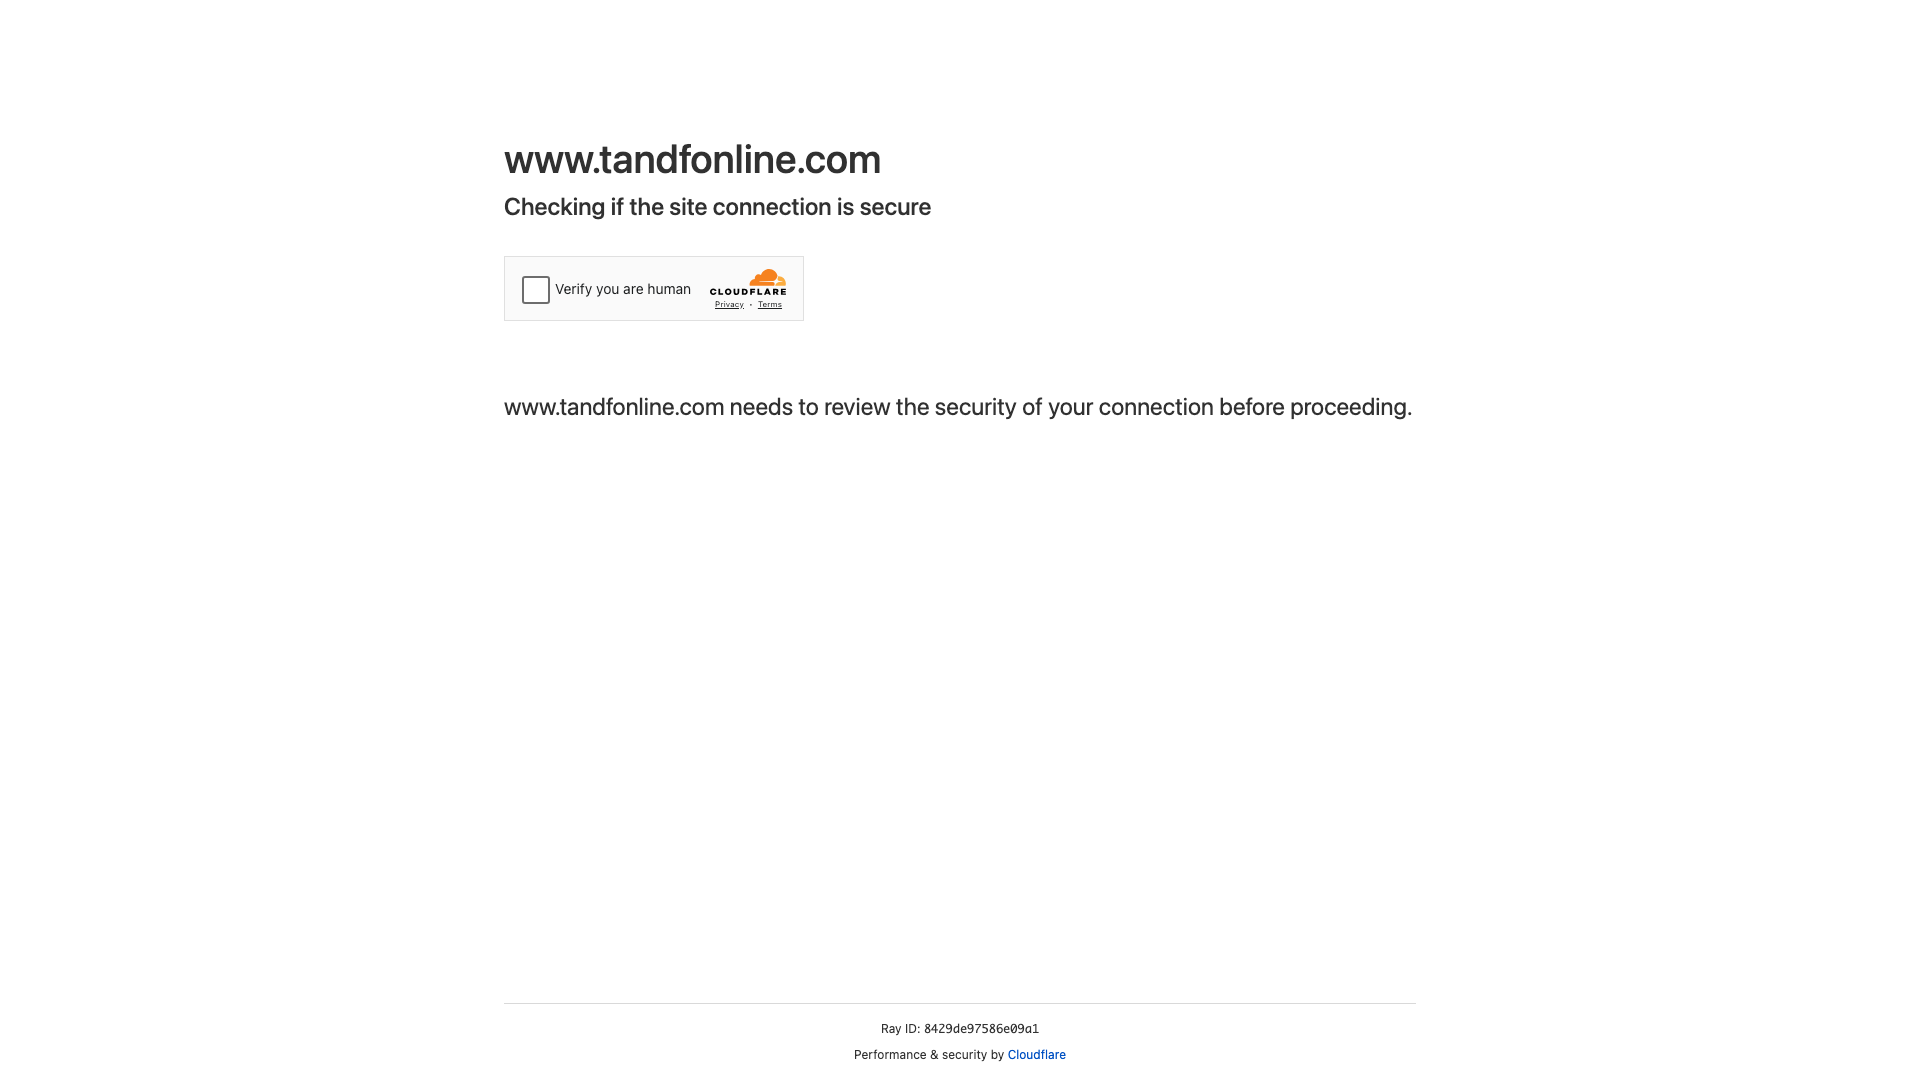 www.tandfonline.com
Checking if the site connection is secure
Verify you are human
CLOUDFLARE
Privacy • Terms
www.tandfonline.com needs to review the security of your connection before proceeding.
Ray ID: 8429de97586e09a1
Performance & security by Cloudflare